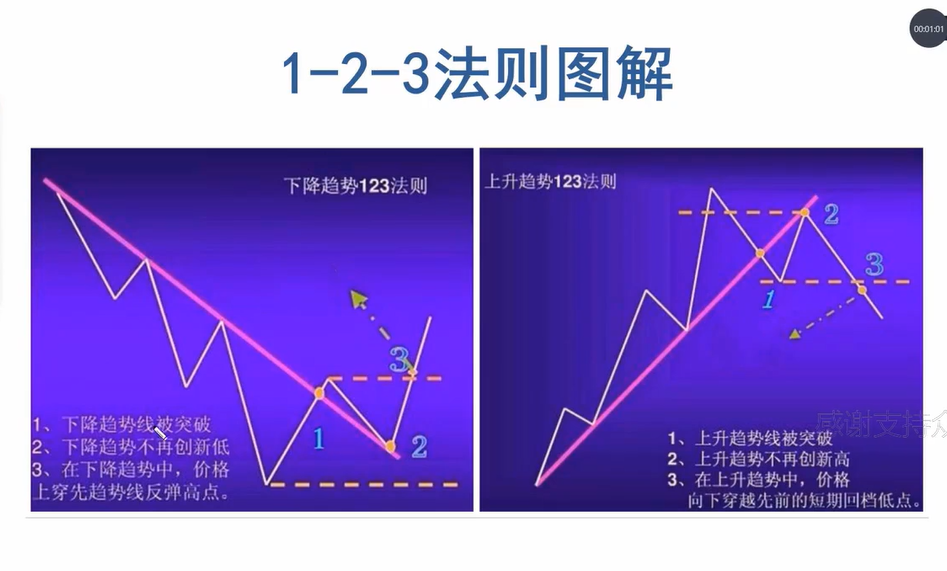 00:01:01
1-2-3法则图解
下降趋势123法则
3
1
2
1、下降趋势线被突破
2、下降趋势不再创新低
3、在下降趋势中，价格
上穿先趋势线反弹高点。
上升趋势123法则
2
3
1
1、上升趋势线被突破
2、上升趋势不再创新高
3、在上升趋势中，价格
向下穿越先前的短期回档低点。
感谢支持